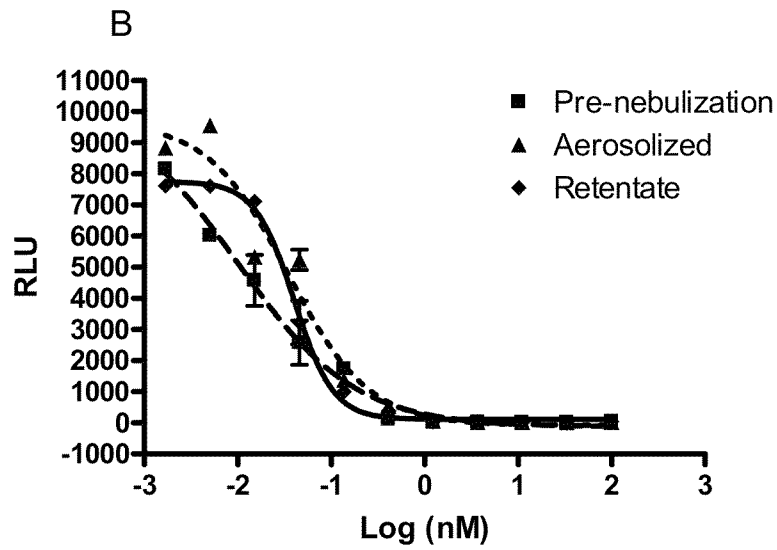 B
11000
10000
9000
8000
7000
6000
5000
4000
3000
2000
1000
0
-1000
RLU
-3 -2 -1 0 1 2 3
Log (nM)
Pre-nebulization
Aerosolized
Retentate